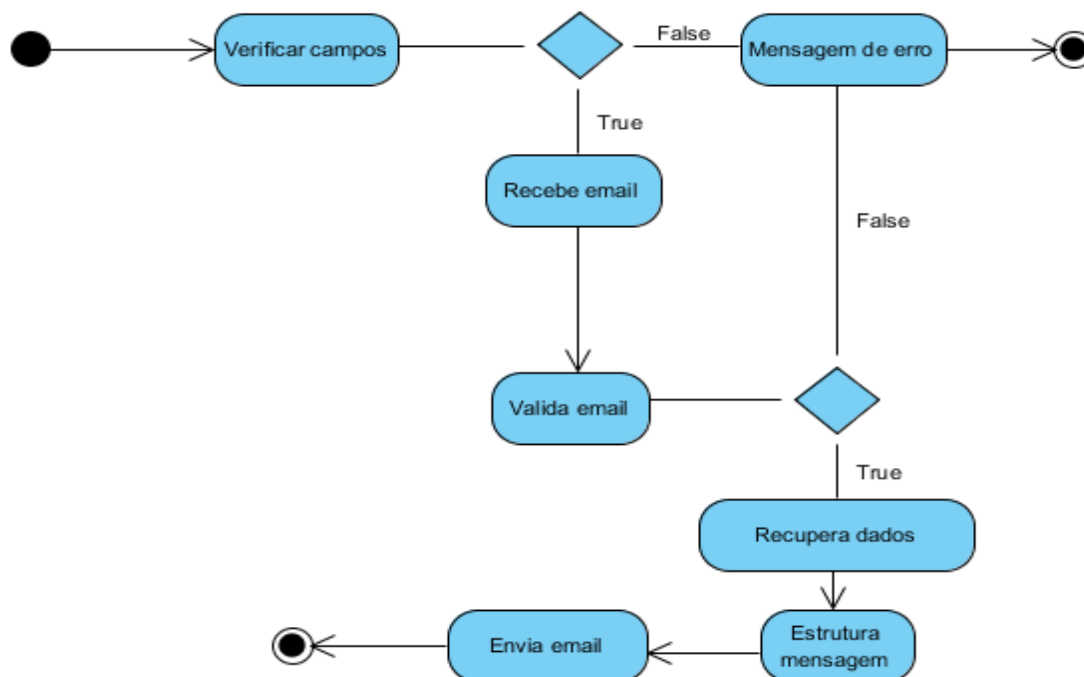 Verificar campos
False
Mensagem de erro
True
Recebe email
False
Valida email
True
Recupera dados
Envia email
Estrutura
mensagem